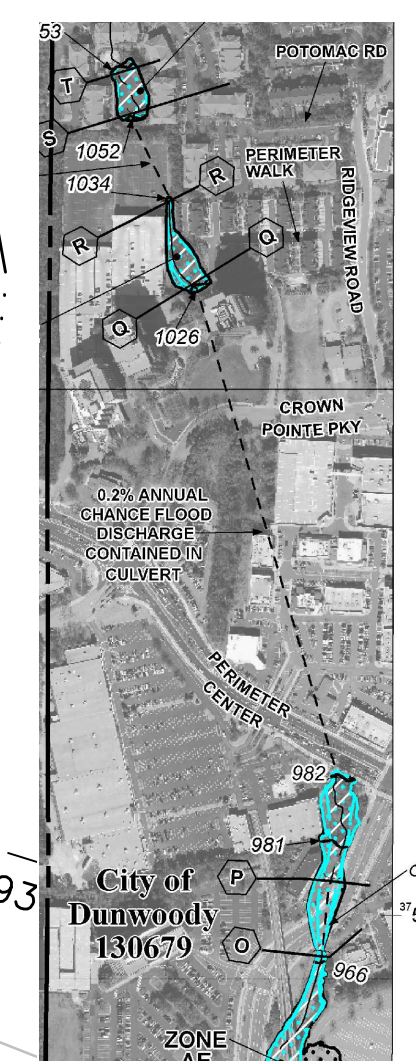 53
POTOMAC RD
T
S
1052
PERIMETER
WALK
1034
R
RIDGEVIEW ROAD
R
Q
Q
1026
CROWN
POINTE PKY
0.2% ANNUAL
CHANCE FLOOD
DISCHARGE
CONTAINED IN
CULVERT
PERIMETER
CENTER
982
981
P
93
City of
Dunwoody
130679
37
O
966
ZONE
AE